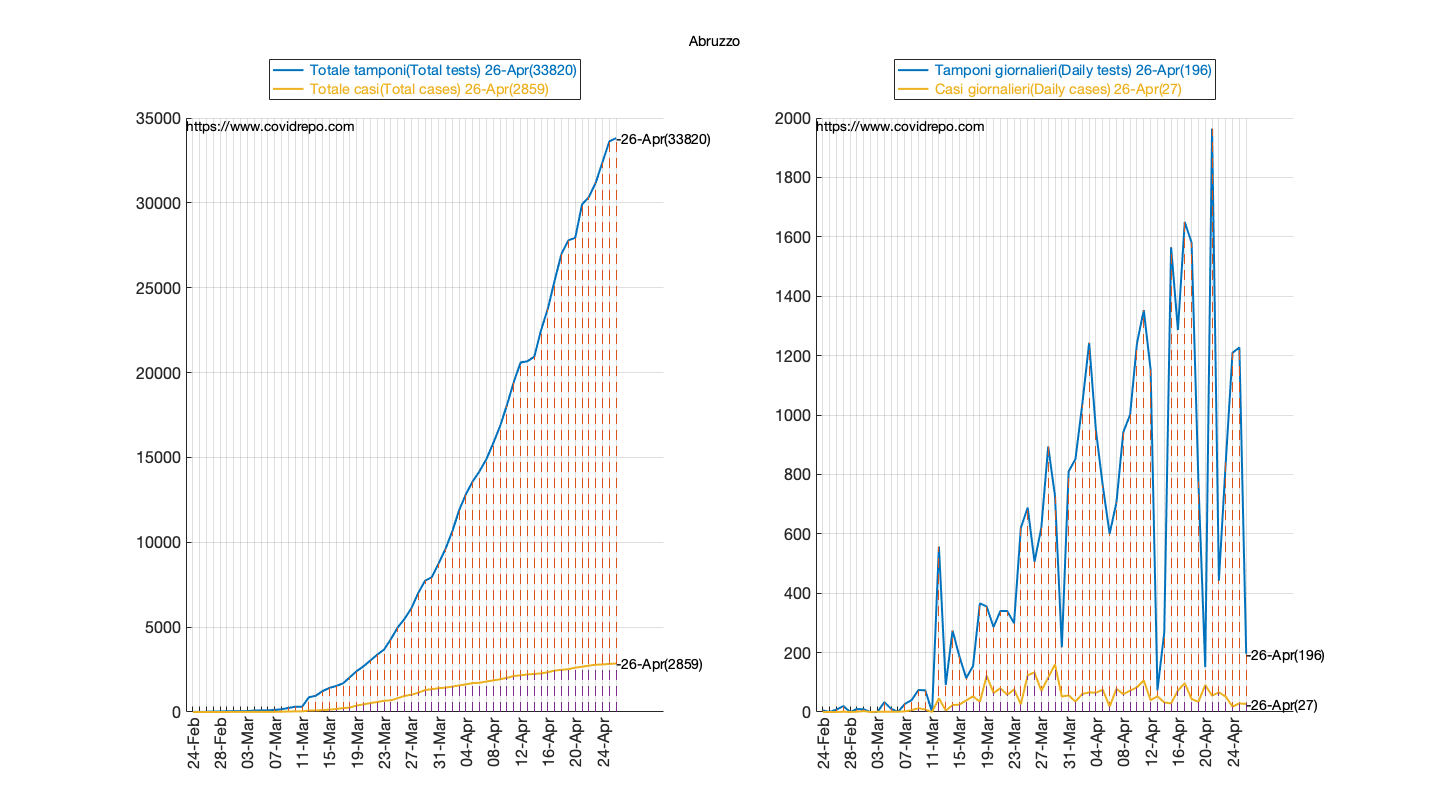 Abruzzo
Totale tamponi(Total tests) 26-Apr(33820)
Totale casi(Total cases) 26-Apr(2859)
https://www.covidrepo.com
35000
30000
25000
20000
15000
10000
5000
0
26-Apr(33820)
26-Apr(2859)
24-Feb
28-Feb
03-Mar
07-Mar
11-Mar
15-Mar
19-Mar
23-Mar
27-Mar
31-Mar
04-Apr
08-Apr
12-Apr
16-Apr
20-Apr
24-Apr
Tamponi giornalieri(Daily tests) 26-Apr(196)
Casi giornalieri(Daily cases) 26-Apr(27)
https://www.covidrepo.com
2000
1800
1600
1400
1200
1000
800
600
400
200
0
26-Apr(196)
26-Apr(27)
24-Feb
28-Feb
03-Mar
07-Mar
11-Mar
15-Mar
19-Mar
23-Mar
27-Mar
31-Mar
04-Apr
08-Apr
12-Apr
16-Apr
20-Apr
24-Apr